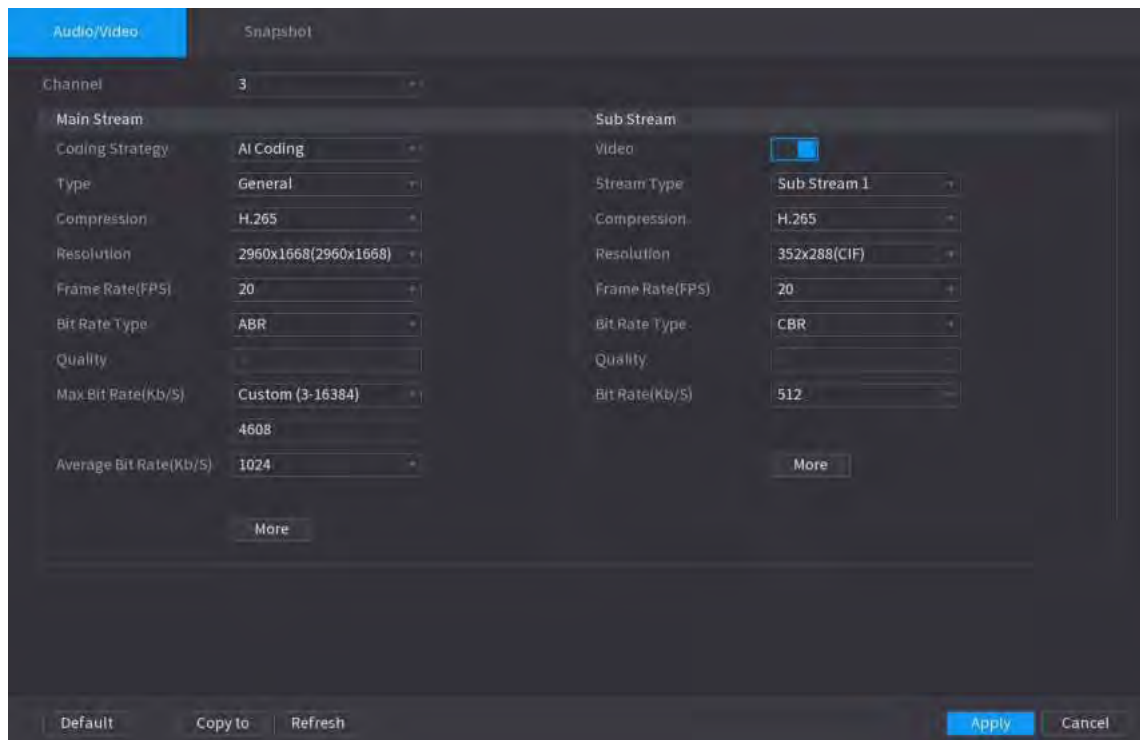 Audio/Video Snapshot
Channel 3
Main Stream Sub Stream
Coding Strategy AI Coding Video
Type General Stream Type Sub Stream 1
Compression H.265 Compression H.265
Resolution 2960x1668(2960x1668) Resolution 352x288(CIF)
Frame Rate(FPS) 20 Frame Rate(FPS) 20
Bit Rate Type ABR Bit Rate Type CBR
Quality Quality
Max Bit Rate(Kb/S) Custom (3-16384) Bit Rate(Kb/S) 512
4608
Average Bit Rate(Kb/S) 1024 More
More
Default Copy to Refresh Apply Cancel